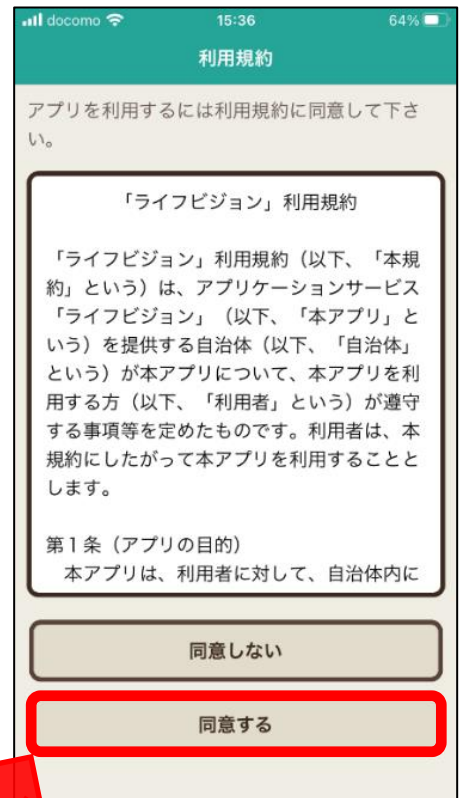 docomo 15:36 64%
利用規約
アプリを利用するには利用規約に同意して下さ
い。
「ライフビジョン」利用規約
「ライフビジョン」利用規約（以下、「本規
約」という）は、アプリケーションサービス
「ライフビジョン」（以下、「本アプリ」と
いう）を提供する自治体（以下、「自治体」
という）が本アプリについて、本アプリを利
用する方（以下、「利用者」という）が遵守
する事項等を定めたものです。利用者は、本
規約にしたがって本アプリを利用することと
します。
第1条（アプリの目的）
本アプリは、利用者に対して、自治体内に
同意しない
同意する